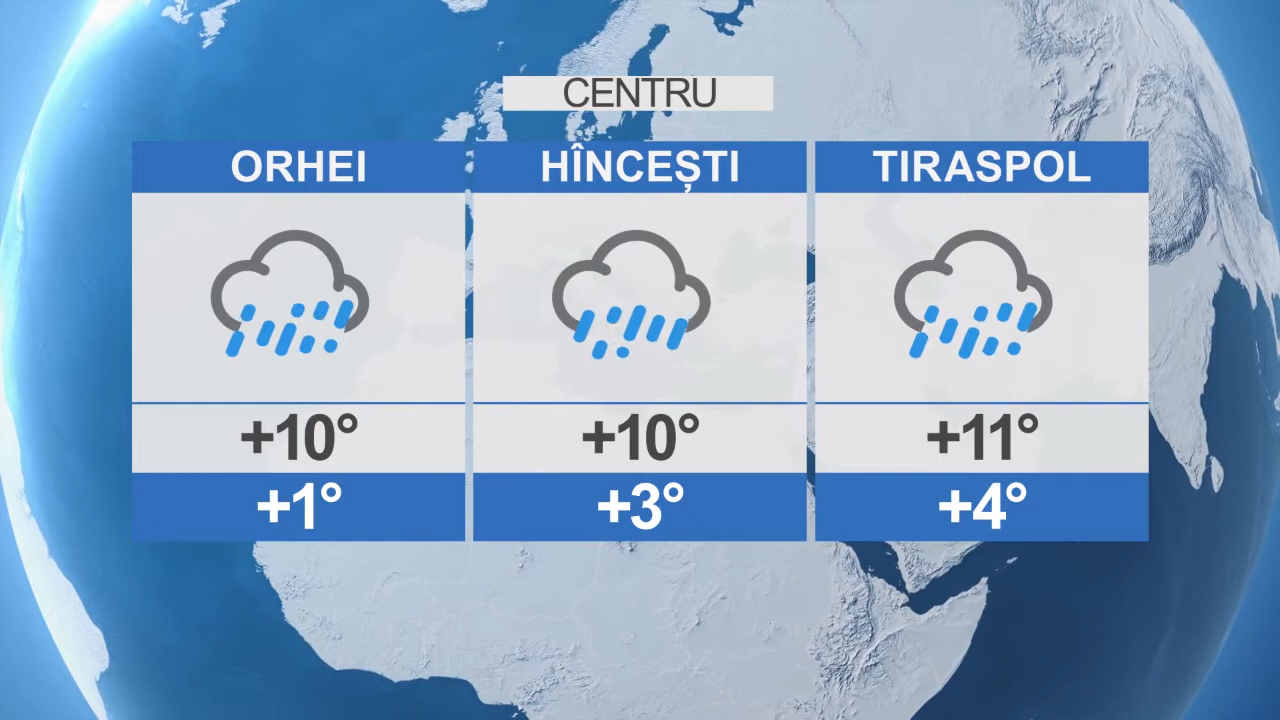 CENTRU
ORHEI HÎNCEȘTI TIRASPOL
+10° +10° +11°
+1° +3° +4°